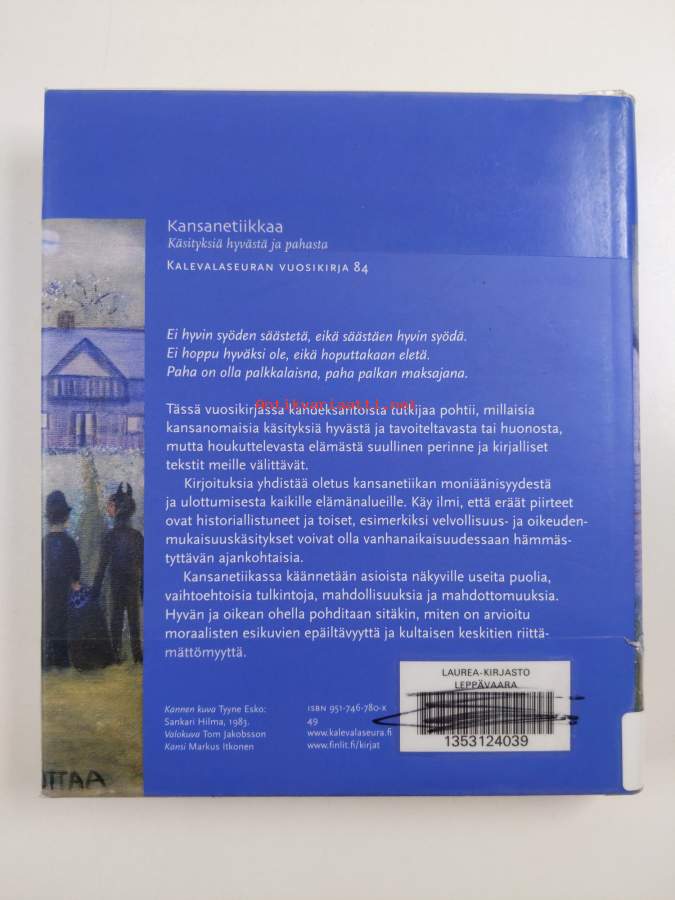 Kansanetiikkaa
Käsityksiä hyvästä ja pahasta
Kalevalaseuran vuosikirja 84
Ei hyvin syöden säästetä, eikä säästäen hyvin syödä.
Ei hoppu hyväksi ole, eikä hoputtakaan eletä.
Paha on olla palkkalaisna, paha palkan maksajana.
Antikvariaatti.net
Tässä vuosikirjassa kahdeksantoista tutkijaa pohtii, millaisia
kansanomaisia käsityksiä hyvästä ja tavoiteltavasta tai huonosta,
mutta houkuttelevasta elämästä suullinen perinne ja kirjalliset
tekstit meille välittävät.
Kirjoituksia yhdistää oletus kansanetiikan moniäänisyydestä
ja ulottumisesta kaikille elämänalueille. Käy ilmi, että eräät piirteet
ovat historiallistuneet ja toiset, esimerkiksi velvollisuus- ja oikeuden-
mukaisuuskäsitykset voivat olla vanhanaikaisuudessaan hämmäs-
tyttävän ajankohtaisia.
Kansanetiikassa käännetään asioista näkyville useita puolia,
vaihtoehtoisia tulkintoja, mahdollisuuksia ja mahdottomuuksia.
Hyvän ja oikean ohella pohditaan sitäkin, miten on arvioitu
moraalisten esikuvien epäiltävyyttä ja kultaisen keskitien riittä-
mättömyyttä.
Kannen kuva Tyyne Esko:
Sankari Hilma, 1983.
Valokuva Tom Jakobsson
Kansi Markus Itkonen
ISBN 951-746-780-X
49
www.kalevalaseura.fi
www.finlit.fi/kirjat
LAUREA-KIRJASTO
LEPPÄVAARA
1353124039
TTAA